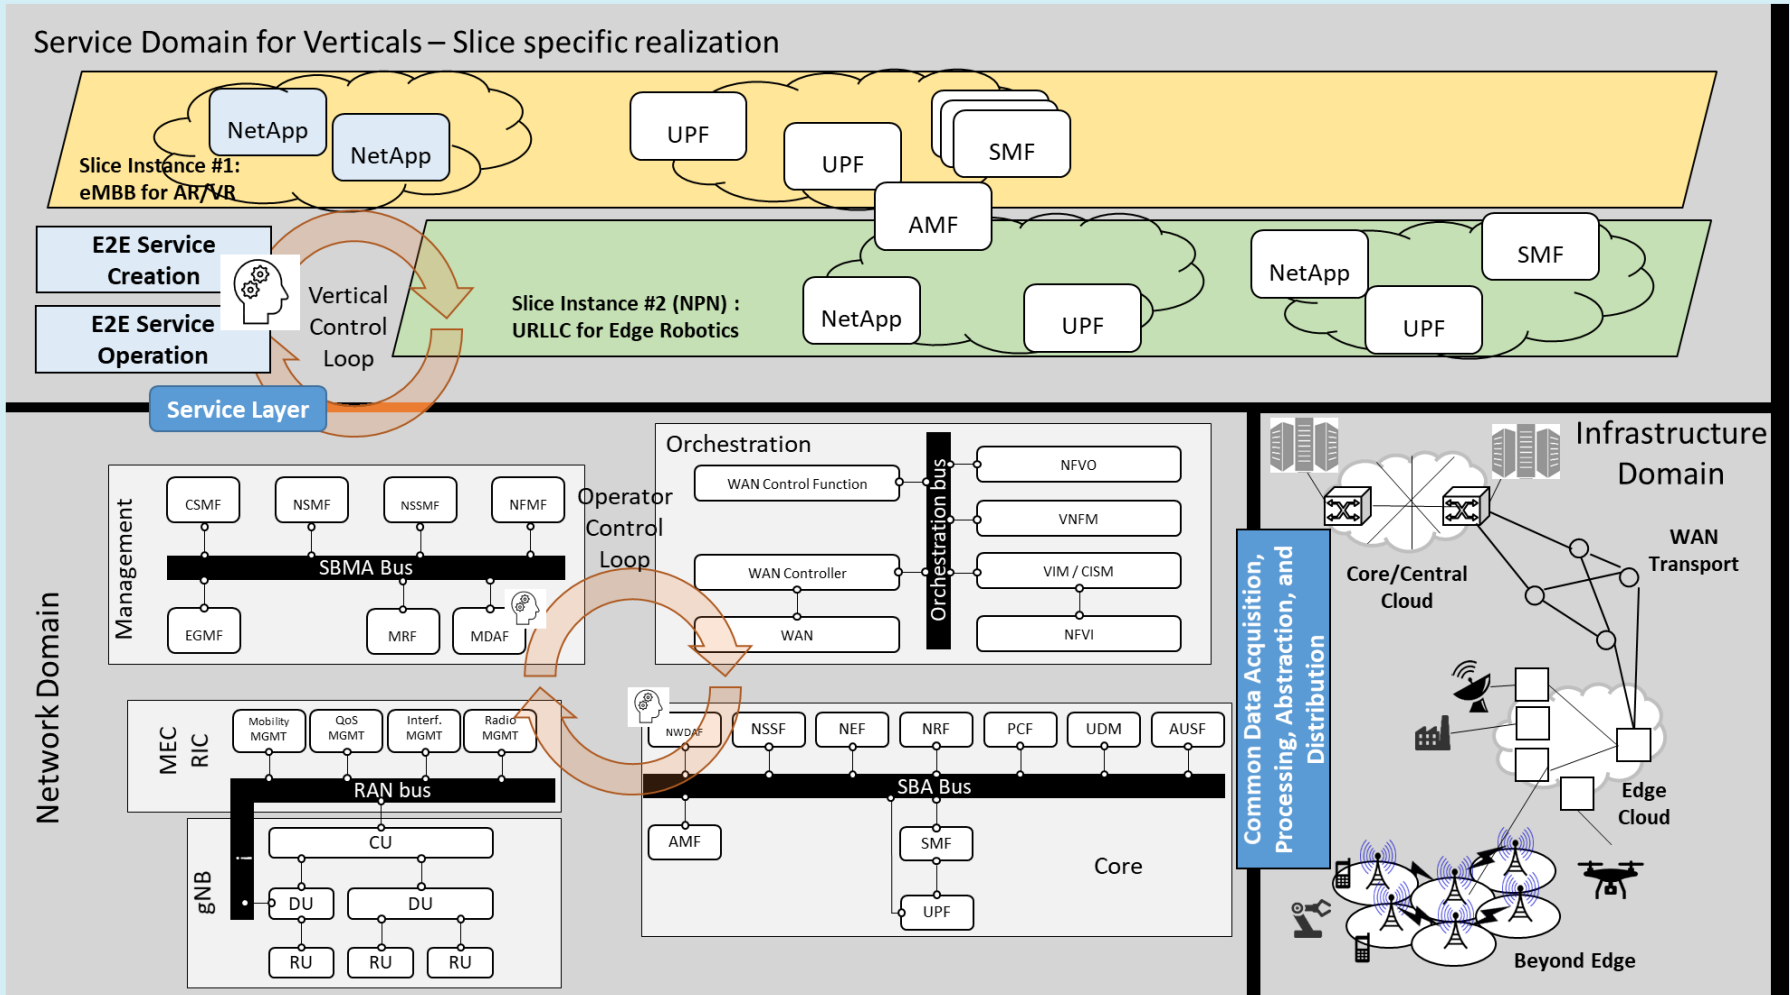 Service Domain for Verticals – Slice specific realization
NetApp
NetApp
UPF
UPF
SMF
Slice Instance #1:
eMBB for AR/VR
AMF
E2E Service
Creation
E2E Service
Operation
Vertical
Control
Loop
Slice Instance #2 (NPN) :
URLLC for Edge Robotics
NetApp
UPF
NetApp
UPF
SMF
Service Layer
Network Domain
Management
CSMF
NSMF
NSSMF
NFMF
SBMA Bus
EGMF
MRF
MDAF
Operator
Control
Loop
Orchestration
WAN Control Function
WAN Controller
WAN
Orchestration bus
NFVO
VNFM
VIM / CISM
NFVI
MEC
RIC
Mobility
MGMT
QoS
MGMT
Interf.
MGMT
Radio
MGMT
RAN bus
gNB
CU
DU
DU
RU
RU
RU
NWDAF
NSSF
NEF
NRF
PCF
UDM
AUSF
SBA Bus
AMF
SMF
UPF
Core
Common Data Acquisition,
Processing, Abstraction, and
Distribution
Infrastructure
Domain
WAN
Transport
Core/Central
Cloud
Edge
Cloud
Beyond Edge